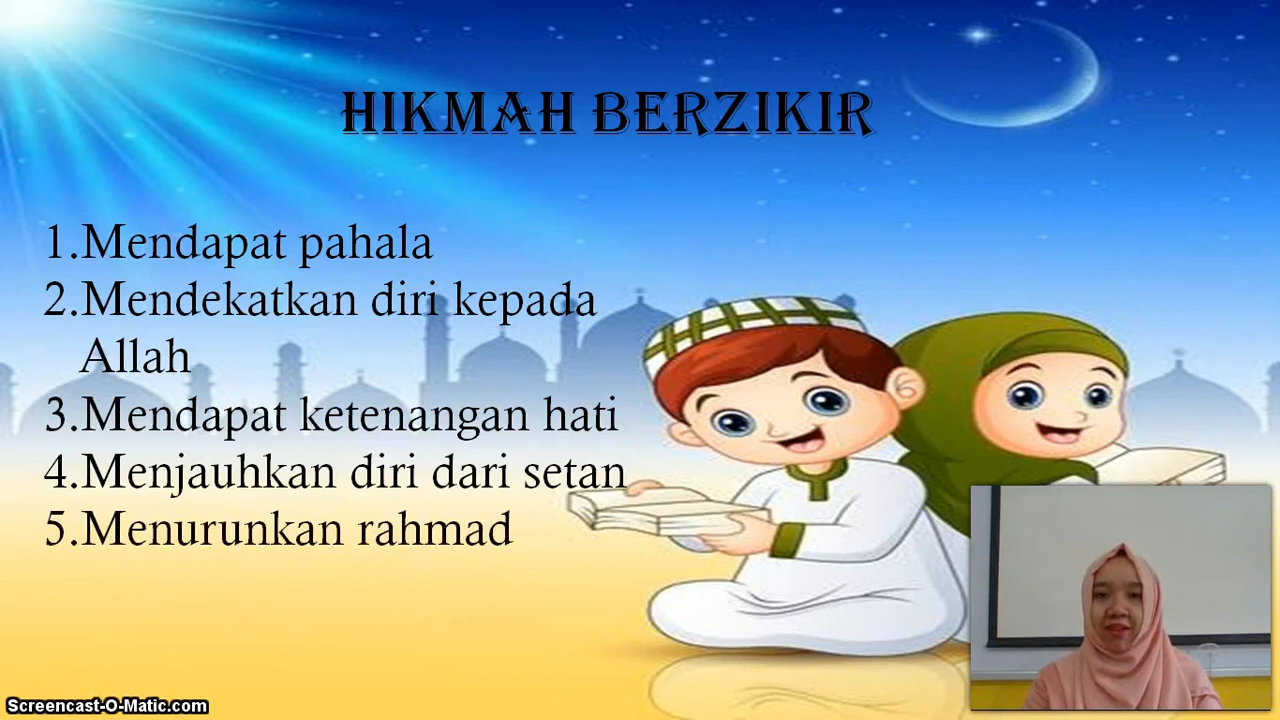 HIKMAH BERZIKIR
1.Mendapat pahala
2.Mendekatkan diri kepada
Allah
3.Mendapat ketenangan hati
4.Menjauhkan diri dari setan
5.Menurunkan rahmad
Screencast-O-Matic.com